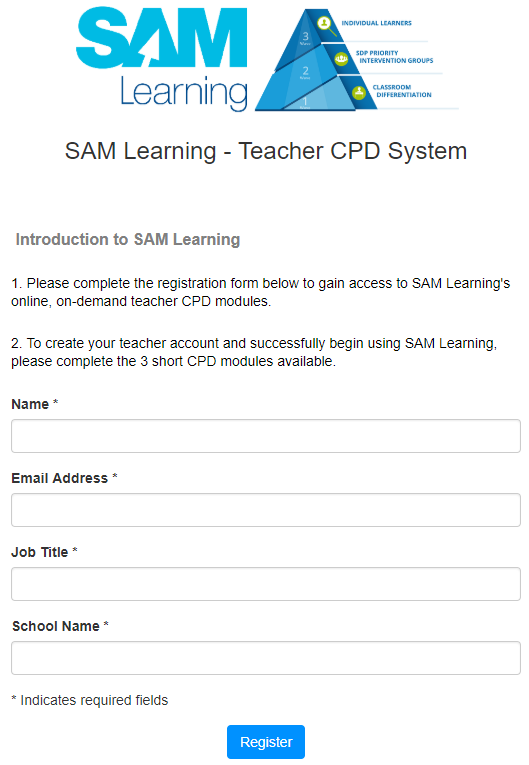 SAM
Learning
3
INDIVIDUAL LEARNERS
SDP PRIORITY
INTERVENTION GROUPS
2
CLASSROOM
DIFFERENTIATION
1
SAM Learning - Teacher CPD System
Introduction to SAM Learning
1. Please complete the registration form below to gain access to SAM Learning's
online, on-demand teacher CPD modules.
2. To create your teacher account and successfully begin using SAM Learning,
please complete the 3 short CPD modules available.
Name *
Email Address *
Job Title *
School Name *
* Indicates required fields
Register